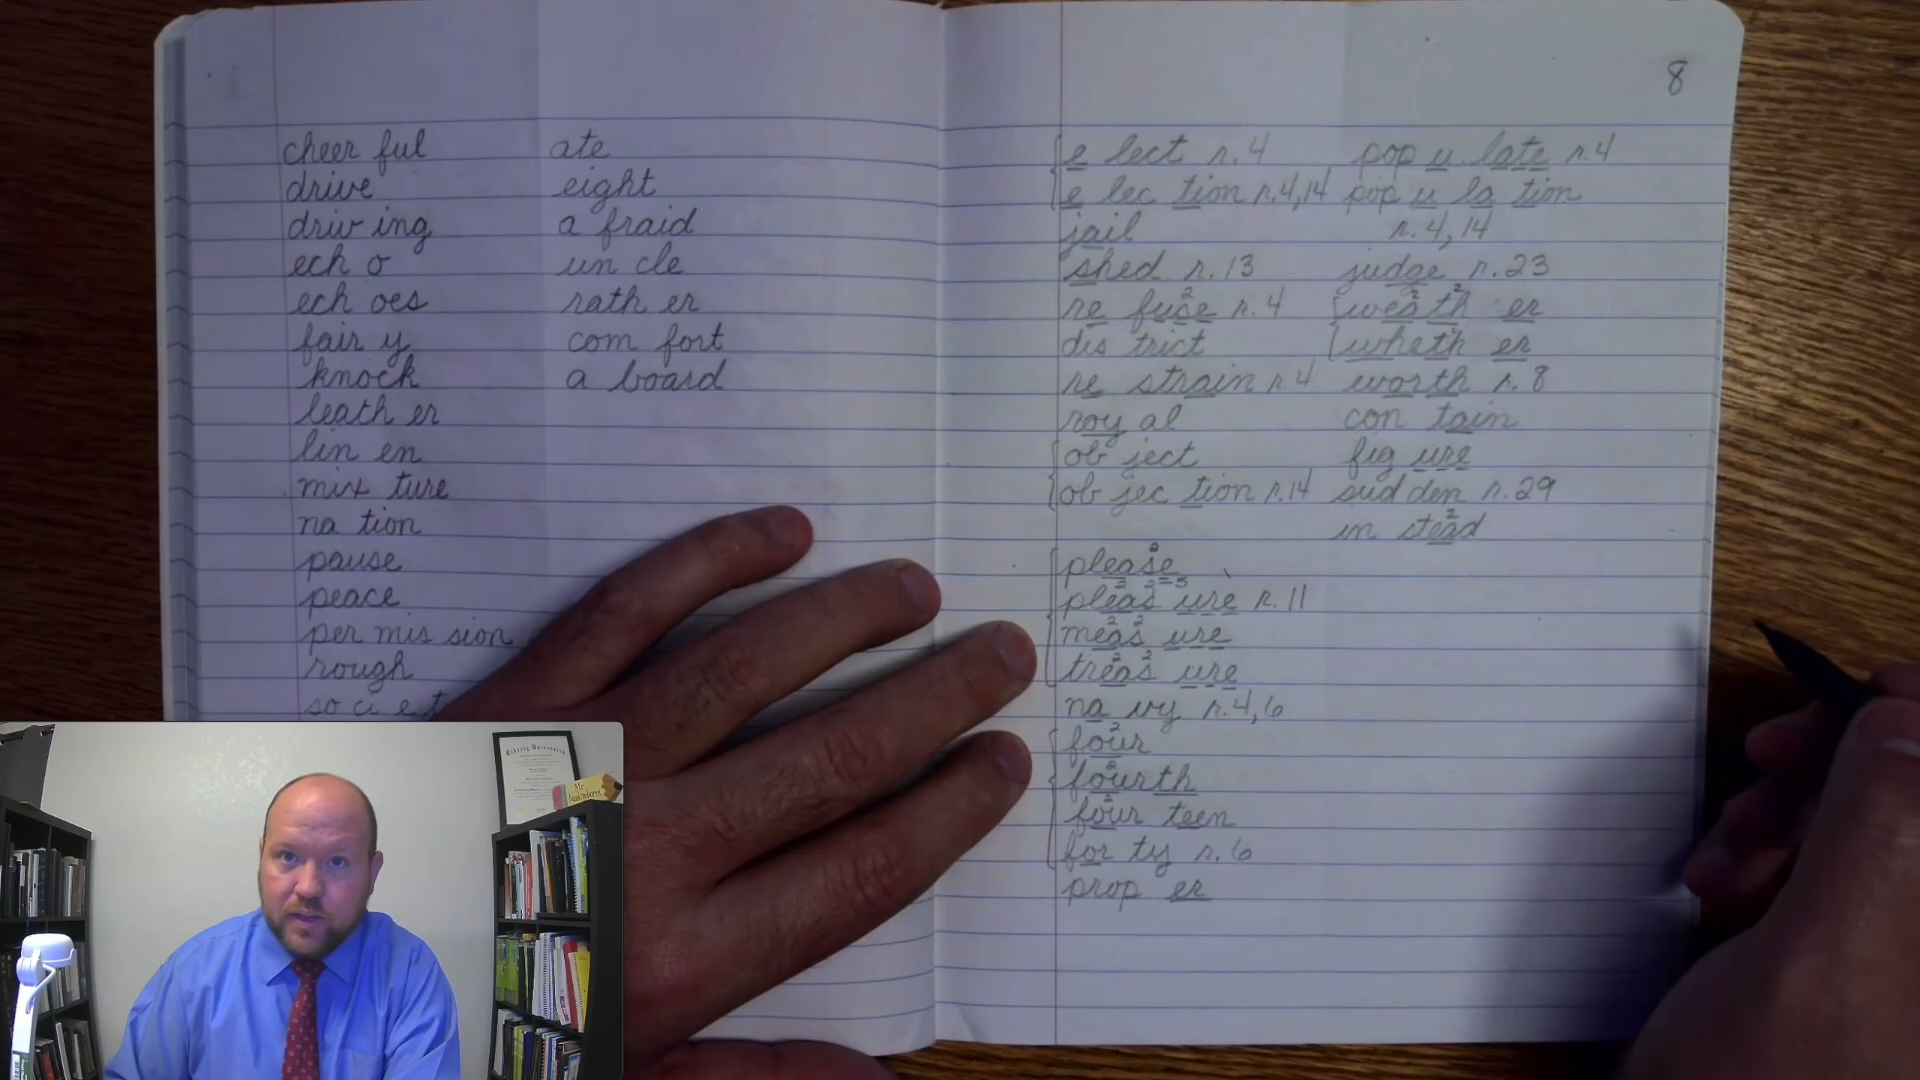 8
cheer ful
drive
driv ing
ech o
ech oes
fair y
knock
leath er
lin en
mix ture
na tion
pause
peace
per mis sion
rough
so ci e t
ate
eight
a fraid
un cle
rath er
com fort
a board
e lect r. 4
e lec tion r. 4, 14
jail
shed r. 13
re fuse r. 4
dis trict
re strain r. 4
roy al
ob ject
ob jec tion r. 14
please
pleas ure r. 11
meas ure
treas ure
na vy r. 4, 6
four
fourth
four teen
for ty r. 6
prop er
pop u late r. 4
pop u la tion
r. 4, 14
judge r. 23
weath er
wheth er
worth r. 8
con tain
fig ure
sud den r. 29
in stead
Liberty University
Mr.